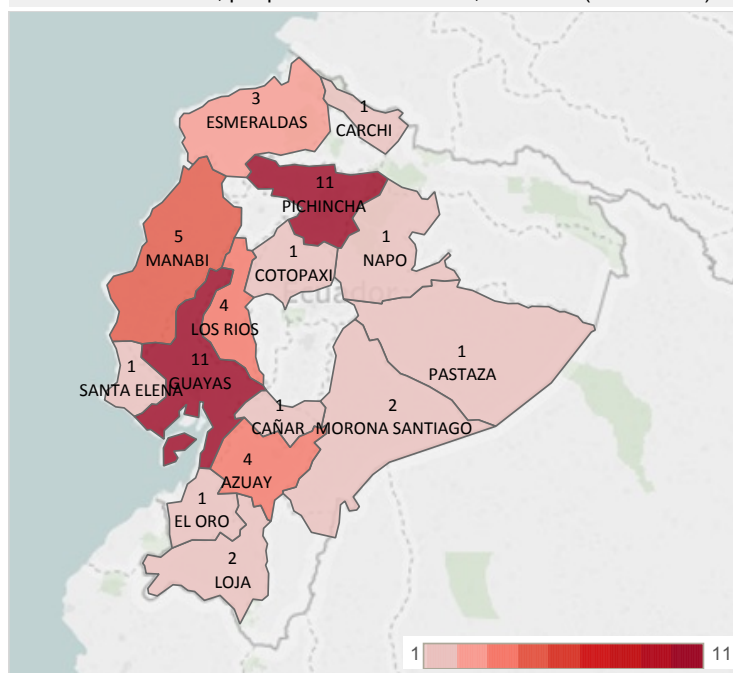 3
ESMERALDAS
1
CARCHI
11
PICHINCHA
5
MANABI
1
COTOPAXI
1
NAPO
Ecuador
4
LOS RIOS
1
SANTA ELENA
11
GUAYAS
1
PASTAZA
1
CAÑAR
2
MORONA SANTIAGO
4
AZUAY
1
EL ORO
2
LOJA
1
11